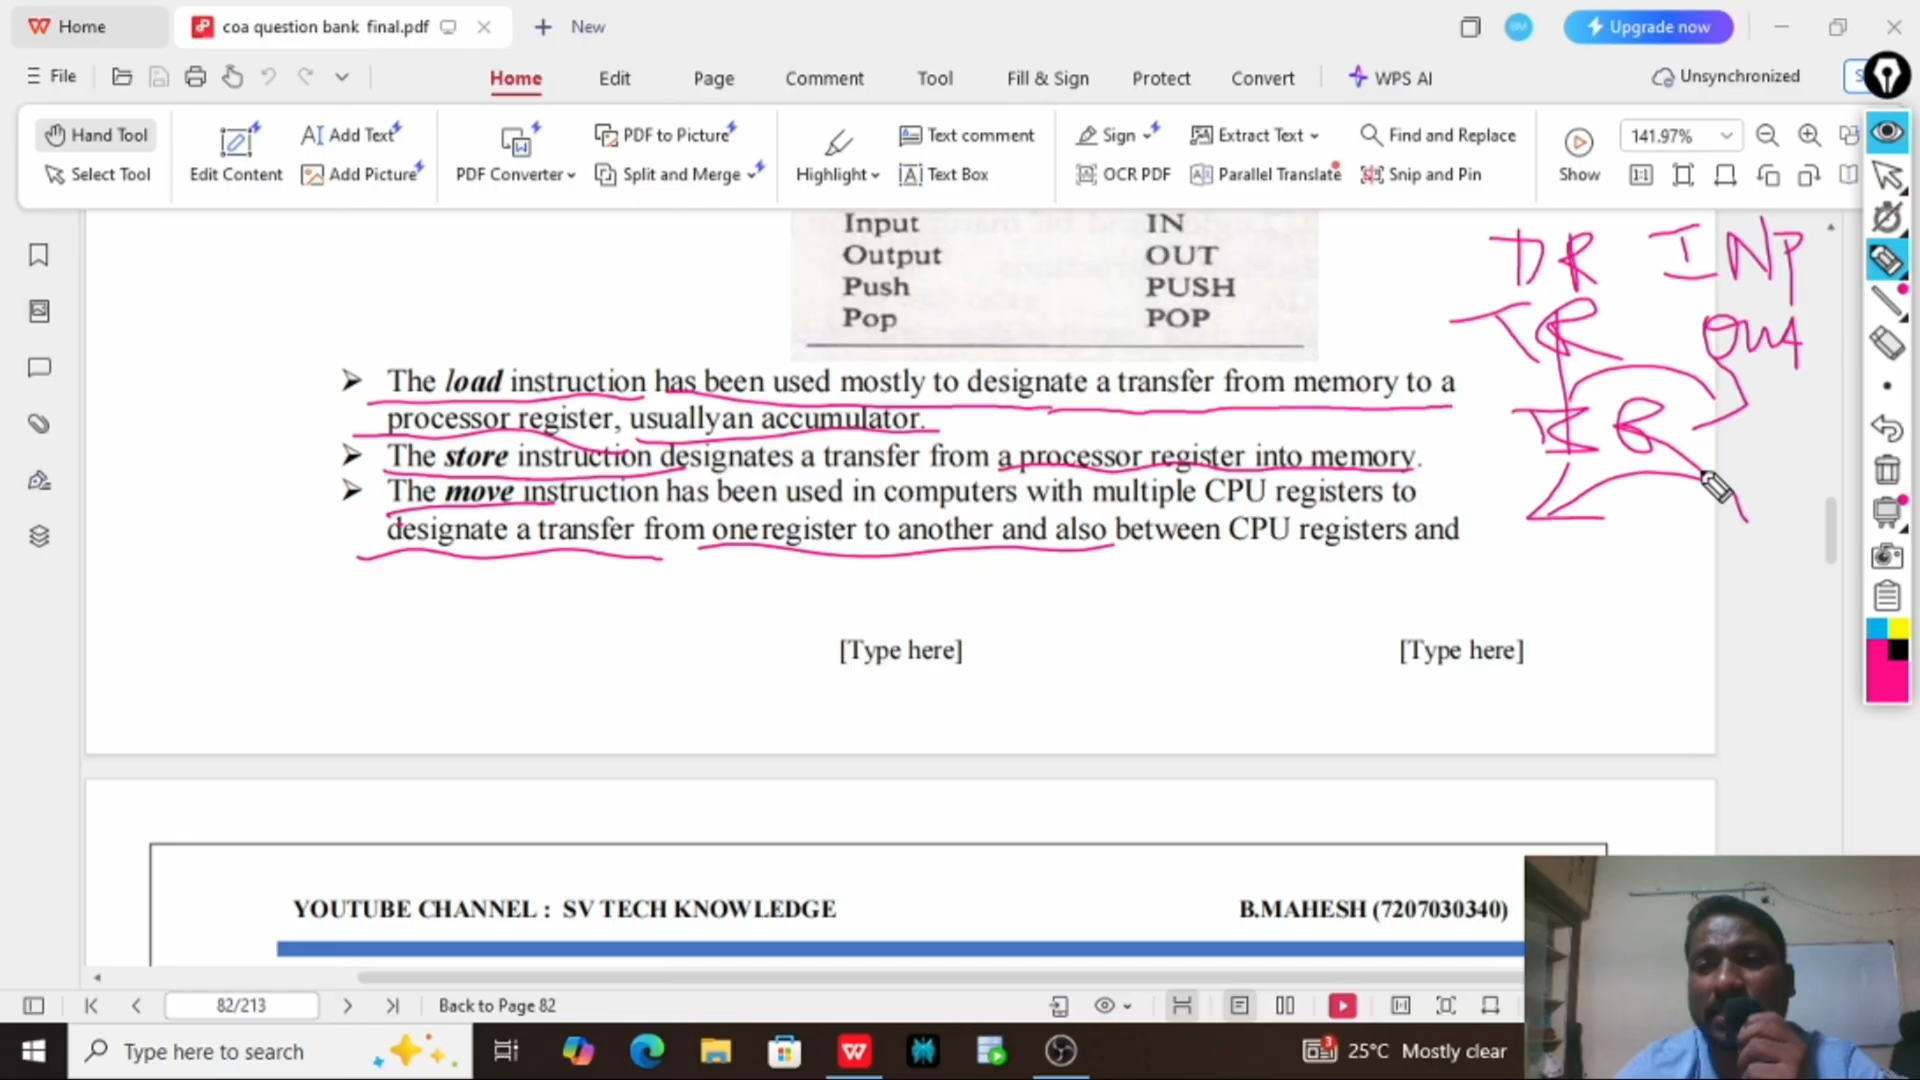 Home
coa question bank final.pdf
New
Upgrade now
File
Home Edit Page Comment Tool Fill & Sign Protect Convert WPS AI
Unsynchronized
Hand Tool
Select Tool
Edit Content
Add Text
Add Picture
PDF Converter
PDF to Picture
Split and Merge
Highlight
Text comment
Text Box
Sign
OCR PDF
Extract Text
Parallel Translate
Find and Replace
Snip and Pin
Show
141.97%
1:1
Input IN
Output OUT
Push PUSH
Pop POP
DR INP
TR OUT
➢ The load instruction has been used mostly to designate a transfer from memory to a
processor register, usuallyan accumulator.
➢ The store instruction designates a transfer from a processor register into memory.
➢ The move instruction has been used in computers with multiple CPU registers to
designate a transfer from oneregister to another and also between CPU registers and
[Type here] [Type here]
YOUTUBE CHANNEL : SV TECH KNOWLEDGE B.MAHESH (7207030340)
82/213
Back to Page 82
Type here to search
3
25°C Mostly clear